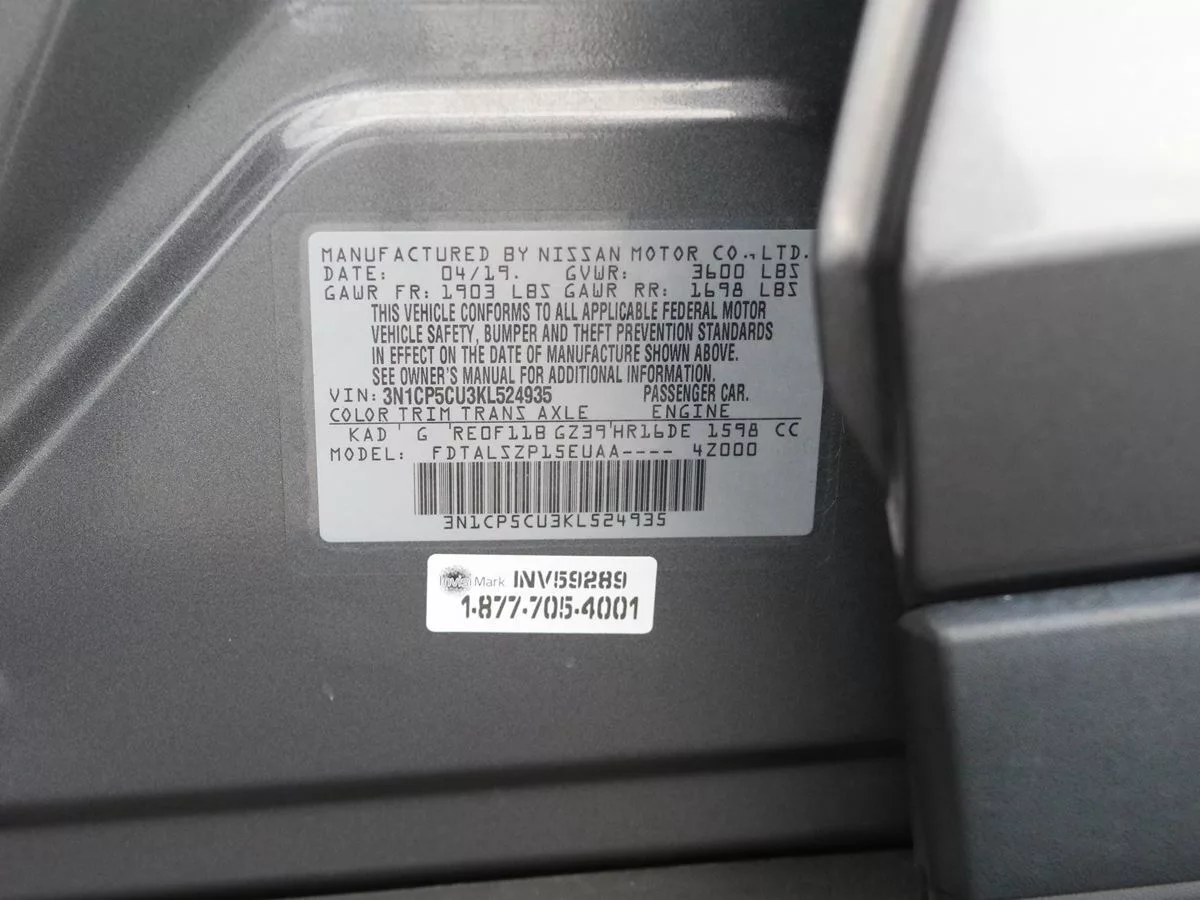 MANUFACTURED BY NISSAN MOTOR CO., LTD.
DATE: 04/19. GVWR: 3600 LBS
GAWR FR: 1903 LBS GAWR RR: 1698 LBS
THIS VEHICLE CONFORMS TO ALL APPLICABLE FEDERAL MOTOR
VEHICLE SAFETY, BUMPER AND THEFT PREVENTION STANDARDS
IN EFFECT ON THE DATE OF MANUFACTURE SHOWN ABOVE.
SEE OWNER'S MANUAL FOR ADDITIONAL INFORMATION.
VIN: 3N1CP5CU3KL524935 PASSENGER CAR.
COLOR TRIM TRANS AXLE ENGINE
KAD G RE0F11B GZ39 HR16DE 1598 CC
MODEL: FDTALSZP15EUAA---- 4Z000
3N1CP5CU3KL524935
InvisiMark INV59289
1-877-705-4001